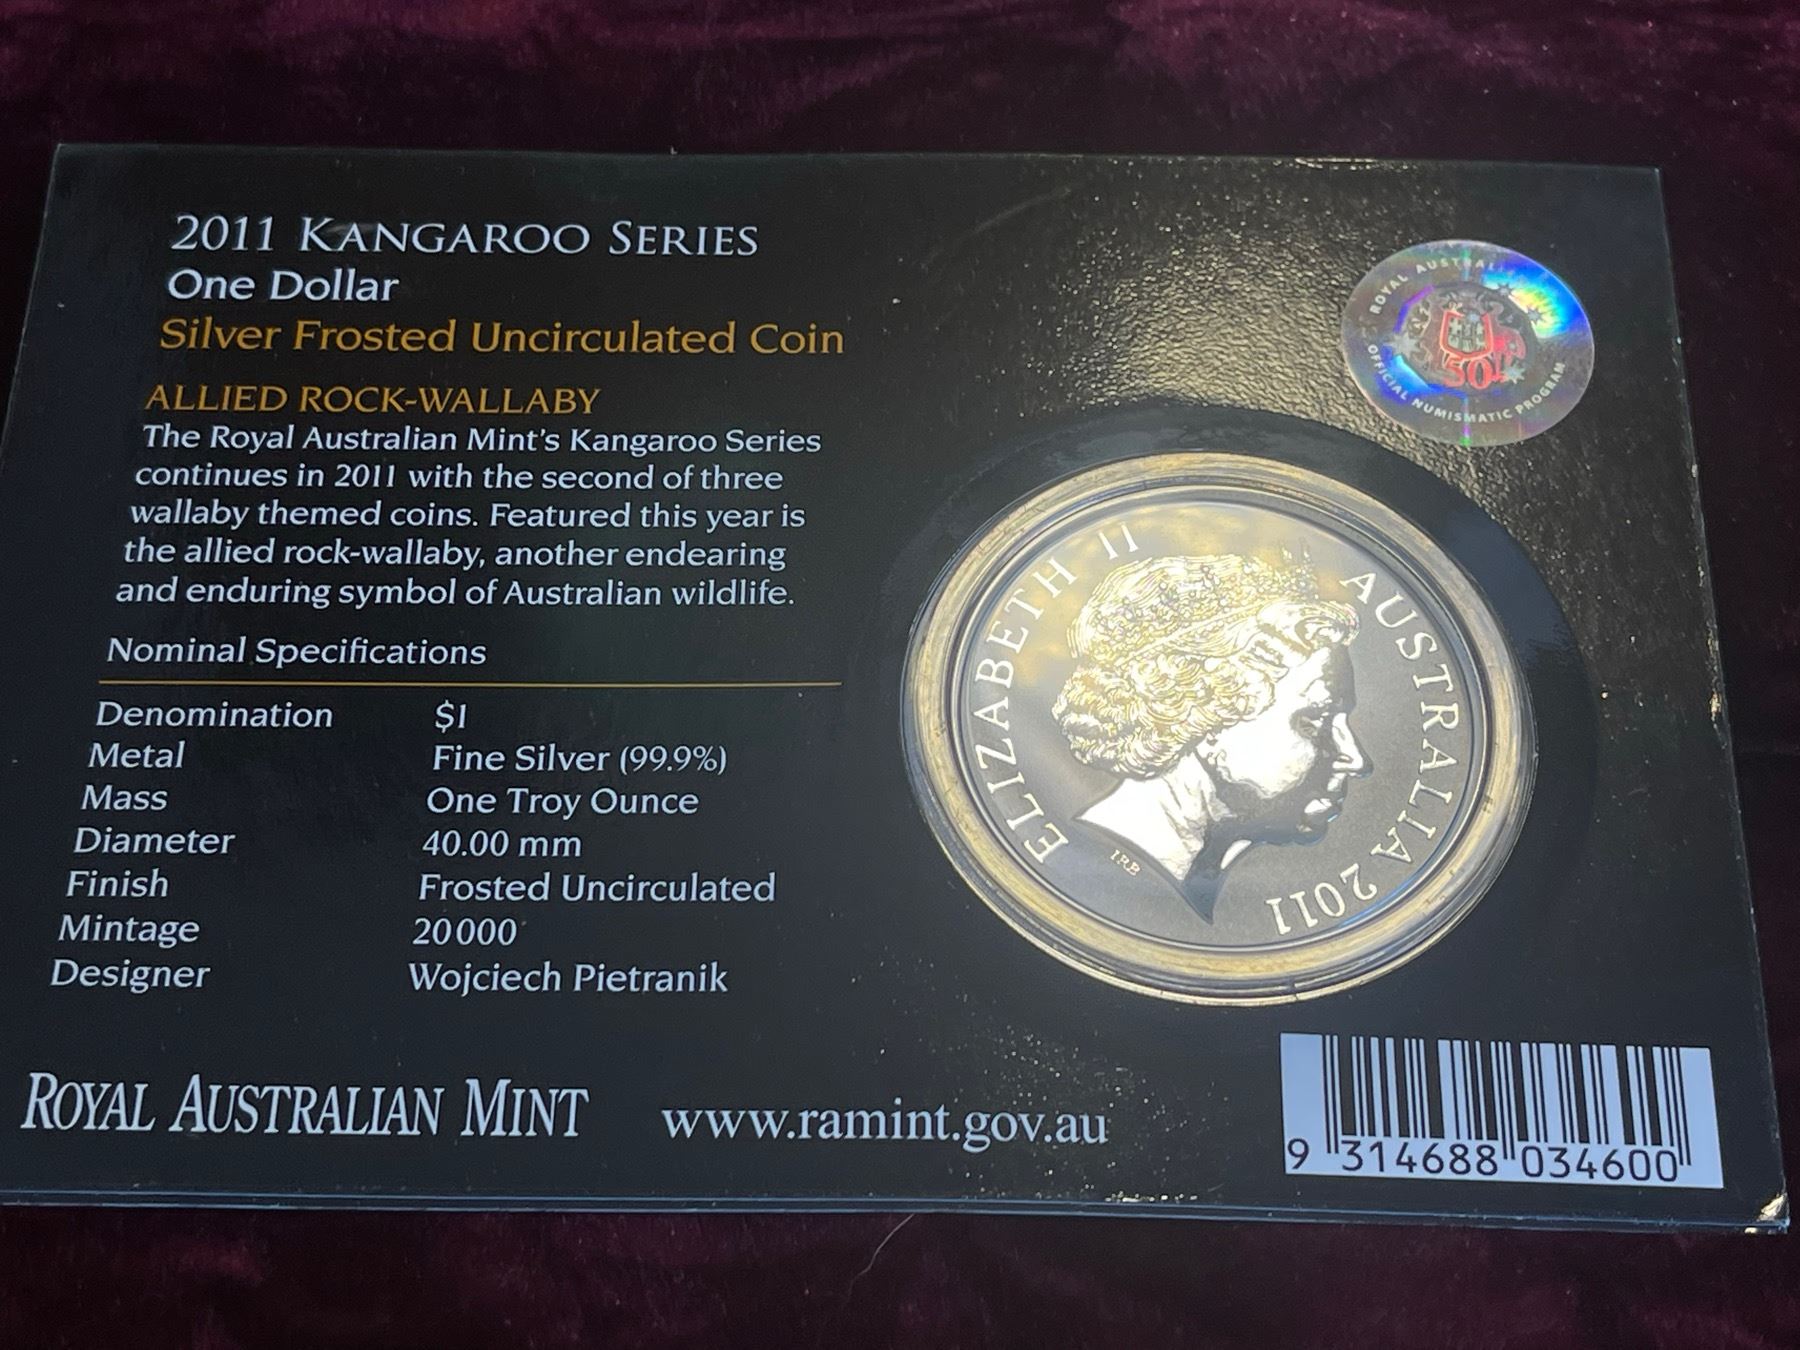 2011 KANGAROO SERIES
One Dollar
Silver Frosted Uncirculated Coin
ALLIED ROCK-WALLABY
The Royal Australian Mint's Kangaroo Series
continues in 2011 with the second of three
wallaby themed coins. Featured this year is
the allied rock-wallaby, another endearing
and enduring symbol of Australian wildlife.
Nominal Specifications
Denomination $1
Metal Fine Silver (99.9%)
Mass One Troy Ounce
Diameter 40.00 mm
Finish Frosted Uncirculated
Mintage 20000
Designer Wojciech Pietranik
ROYAL AUSTRALIAN MINT www.ramint.gov.au
ROYAL AUSTRALIAN
50
OFFICIAL NUMISMATIC PROGRAM
ELIZABETH II AUSTRALIA 2011
IRB
9 314688 034600